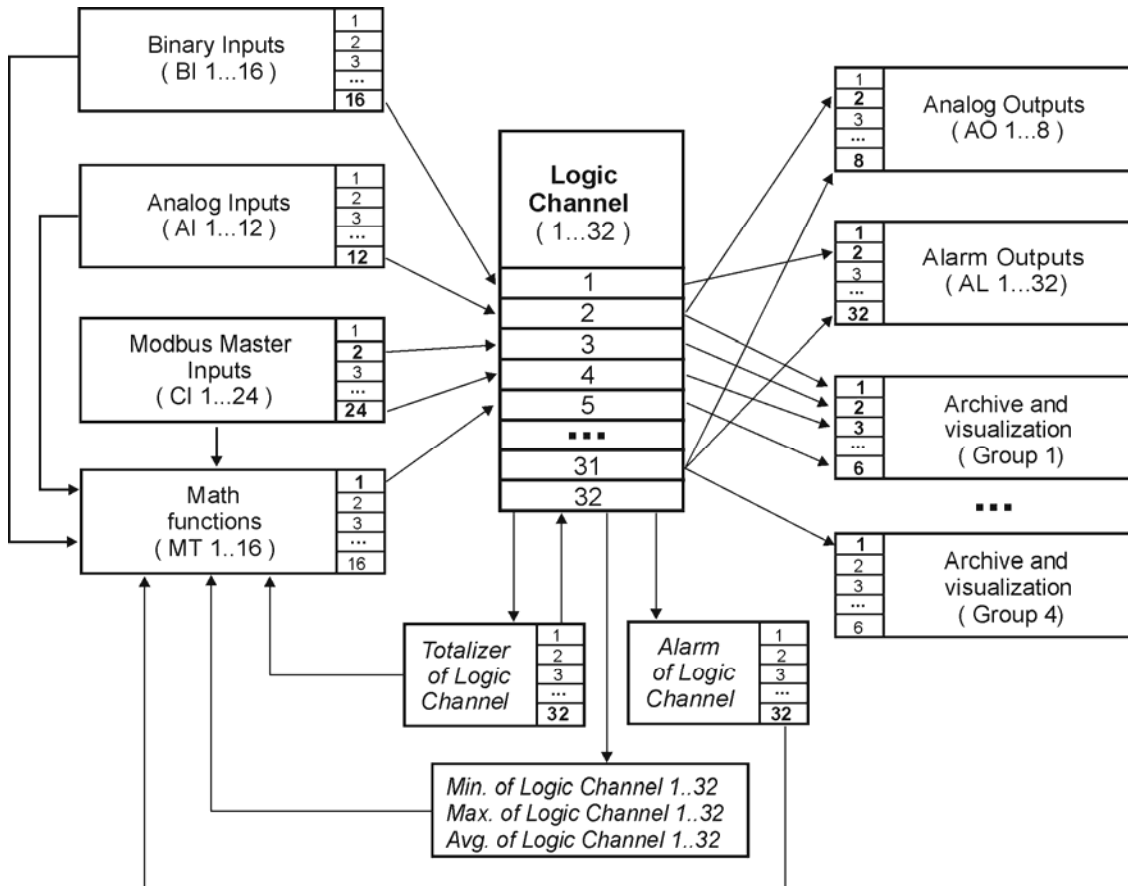 Binary Inputs
( BI 1...16 )
1
2
3
...
16
Analog Inputs
( AI 1...12 )
1
2
3
...
12
Modbus Master
Inputs
( CI 1...24 )
1
2
3
...
24
Math
functions
( MT 1..16 )
1
2
3
...
16
Logic
Channel
( 1...32 )
1
2
3
4
5
...
31
32
1
2
3
...
8
Analog Outputs
( AO 1...8 )
1
2
3
...
32
Alarm Outputs
( AL 1...32 )
1
2
3
...
6
Archive and
visualization
( Group 1 )
...
1
2
3
...
6
Archive and
visualization
( Group 4 )
Totalizer
of Logic
Channel
1
2
3
...
32
Alarm
of Logic
Channel
1
2
3
...
32
Min. of Logic Channel 1..32
Max. of Logic Channel 1..32
Avg. of Logic Channel 1..32